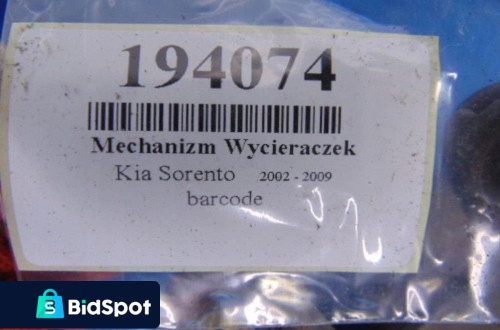 194074
Mechanizm Wycieraczek
Kia Sorento 2002 - 2009
barcode
BidSpot